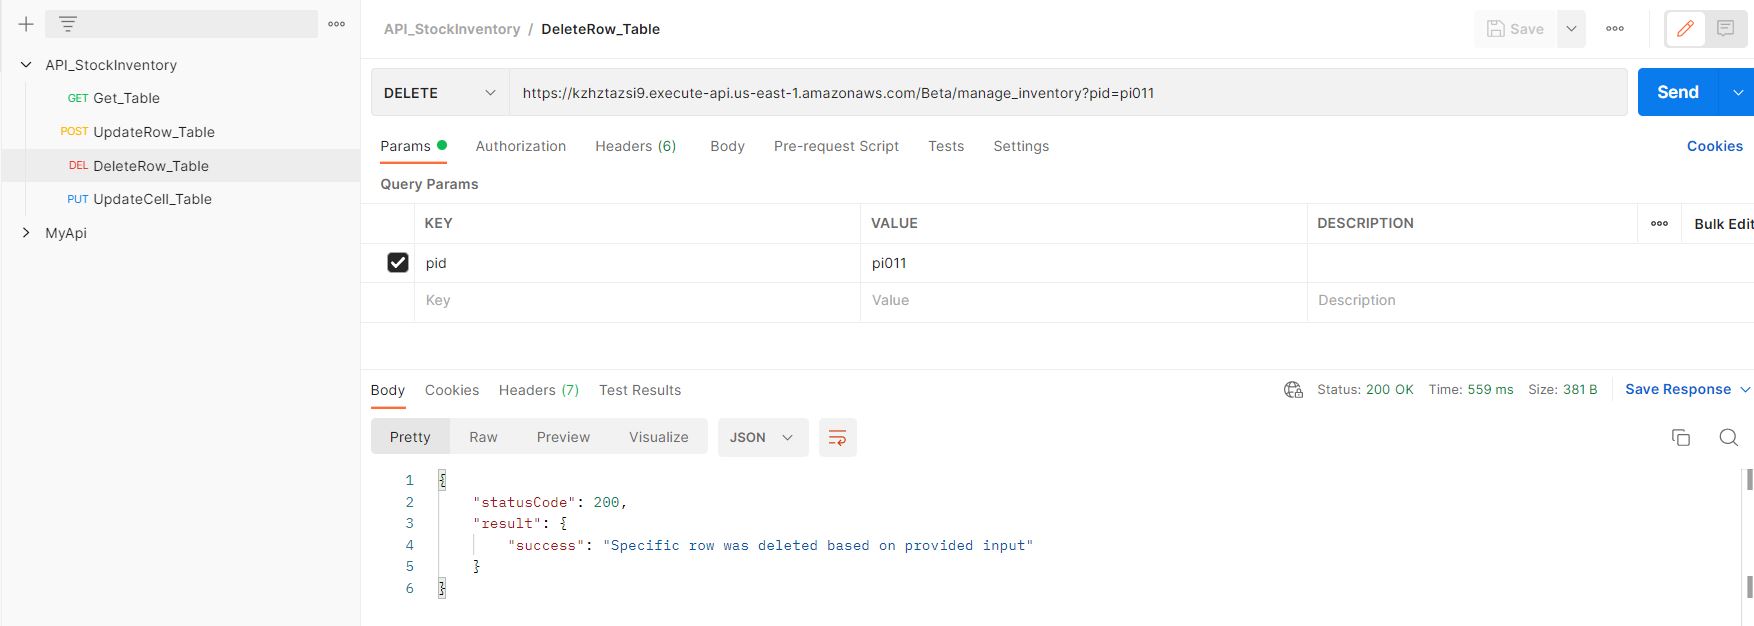 API_StockInventory
GET Get_Table
POST UpdateRow_Table
DEL DeleteRow_Table
PUT UpdateCell_Table
MyApi
API_StockInventory / DeleteRow_Table
Save
DELETE https://kzhztazsi9.execute-api.us-east-1.amazonaws.com/Beta/manage_inventory?pid=pi011
Send
Params Authorization Headers (6) Body Pre-request Script Tests Settings Cookies
Query Params
KEY VALUE DESCRIPTION Bulk Edit
pid pi011
Key Value Description
Body Cookies Headers (7) Test Results Status: 200 OK Time: 559 ms Size: 381 B Save Response
Pretty Raw Preview Visualize JSON
1 {
2 "statusCode": 200,
3 "result": {
4 "success": "Specific row was deleted based on provided input"
5 }
6 }